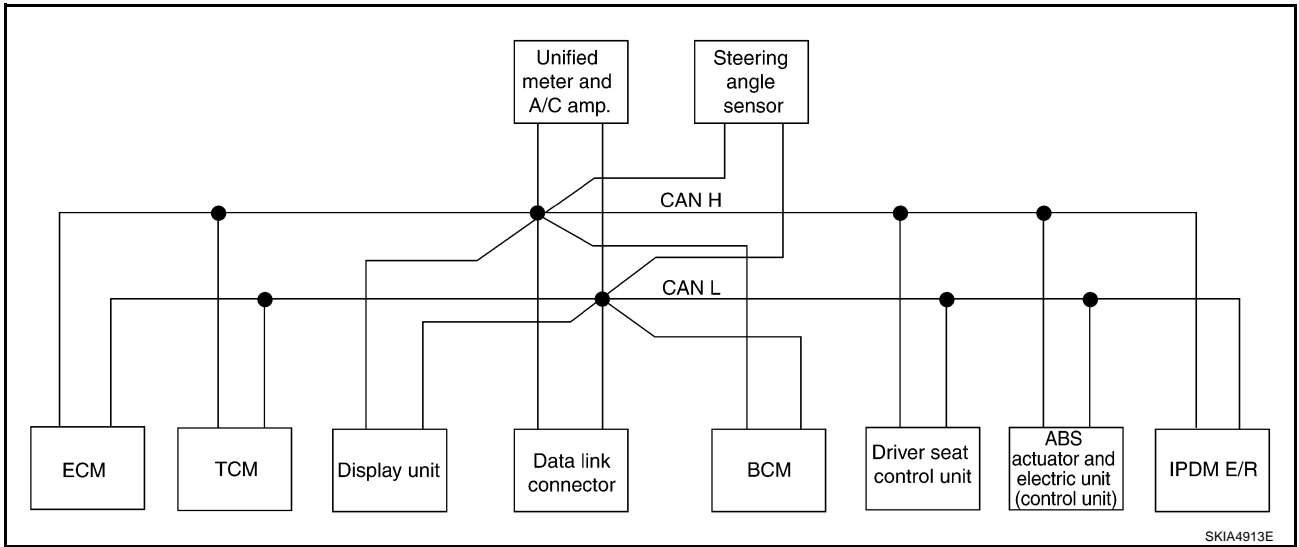 Unified
meter and
A/C amp.
Steering
angle
sensor
CAN H
CAN L
ECM
TCM
Display unit
Data link
connector
BCM
Driver seat
control unit
ABS
actuator and
electric unit
(control unit)
IPDM E/R
SKIA4913E